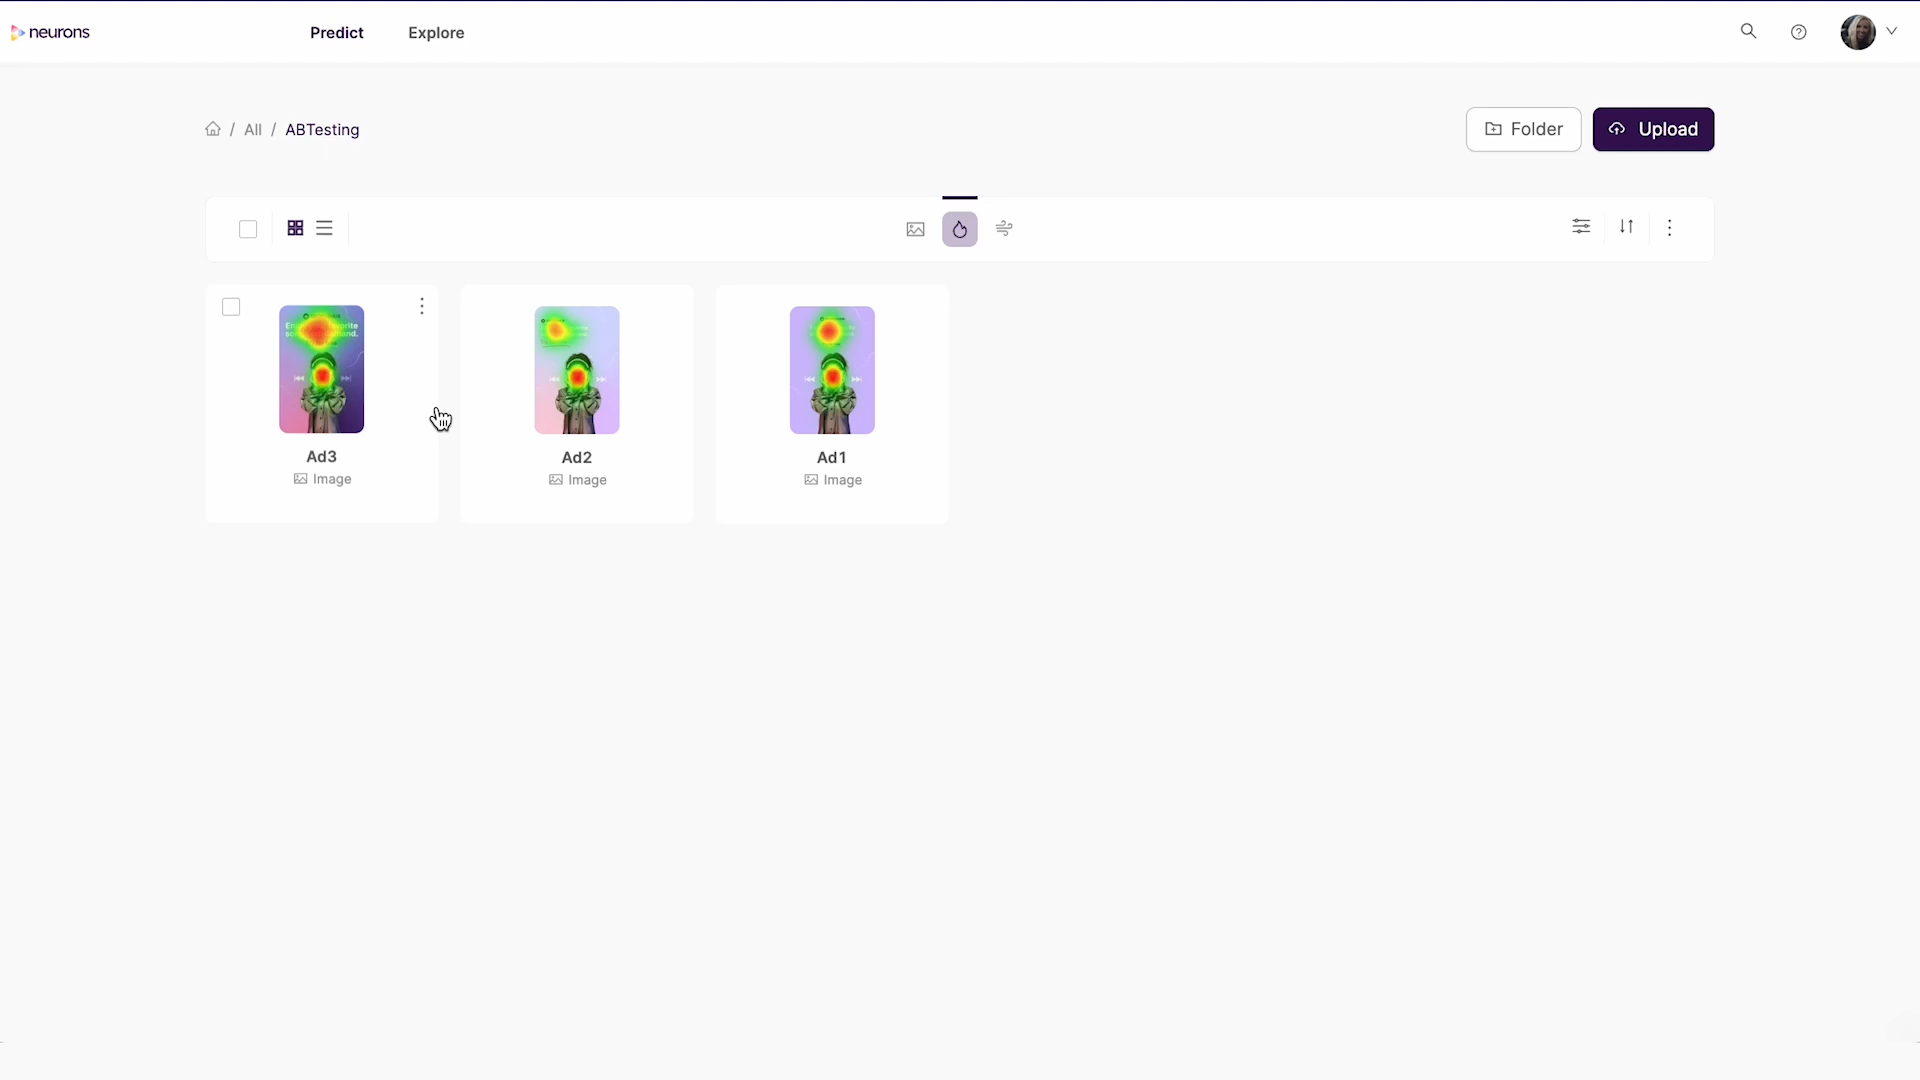 neurons
Predict
Explore
/ All / ABTesting
Folder
Upload
Ad3
Image
Ad2
Image
Ad1
Image